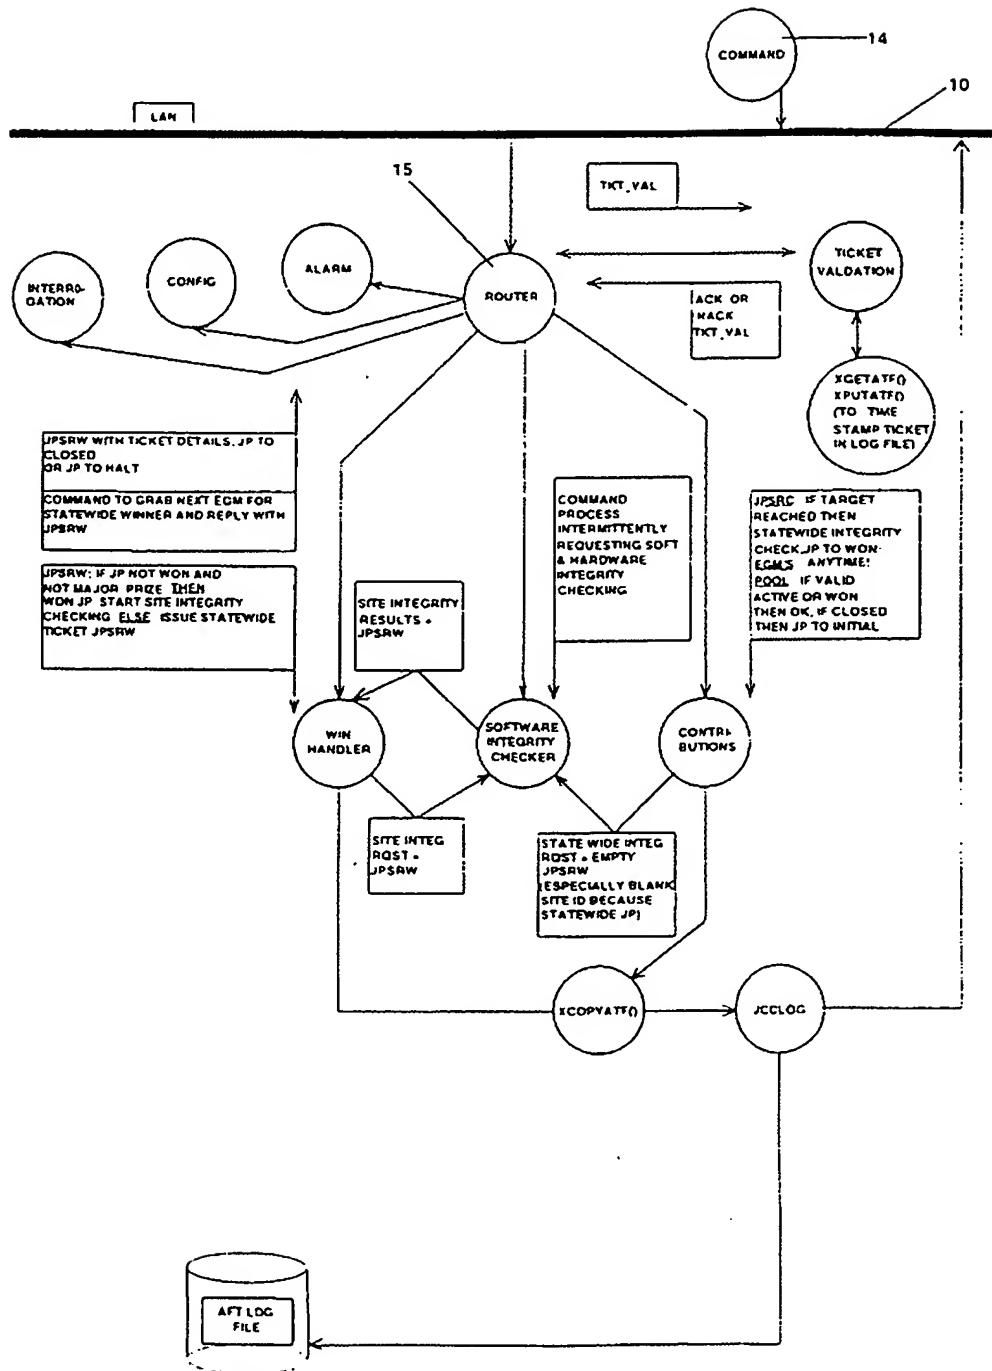 COMMAND
14
10
LAN
15
TKT_VAL
INTERRO-
GATION
CONFIG
ALARM
ROUTER
TICKET
VALDATION
ACK OR
NACK
TKT_VAL
XGETATF()
XPUTATF()
(TO TIME
STAMP TICKET
IN LOG FILE)
JPSRW WITH TICKET DETAILS, JP TO
CLOSED
OR JP TO HALT
COMMAND TO GRAB NEXT EGM FOR
STATEWIDE WINNER AND REPLY WITH
JPSRW
JPSRW: IF JP NOT WON AND
NOT MAJOR PRIZE THEN
WON JP START SITE INTEGRITY
CHECKING ELSE ISSUE STATEWIDE
TICKET JPSRW
SITE INTEGRITY
RESULTS +
JPSRW
COMMAND
PROCESS
INTERMITTENTLY
REQUESTING SOFT
& HARDWARE
INTEGRITY
CHECKING
JPSRC IF TARGET
REACHED THEN
STATEWIDE INTEGRITY
CHECK,JP TO WON-
EGM'S ANYTIME!
POOL IF VALID
ACTIVE OR WON
THEN OK, IF CLOSED
THEN JP TO INITIAL
WIN
HANDLER
SOFTWARE
INTEGRITY
CHECKER
CONTRI-
BUTIONS
SITE INTEG
RQST +
JPSRW
STATE WIDE INTEG
RQST + EMPTY
JPSRW
(ESPECIALLY BLANK
SITE ID BECAUSE
STATEWIDE JP)
XCOPYATF()
JCCLOG
AFT LOG
FILE